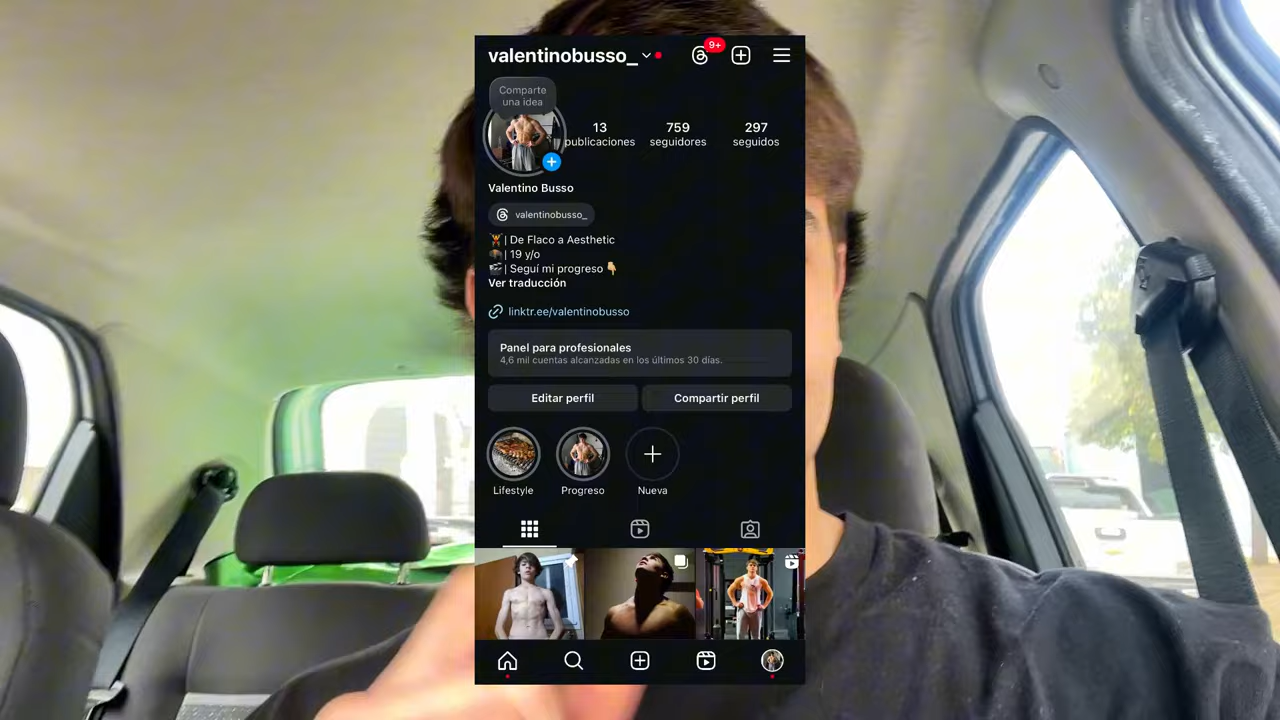 valentinobusso_
9+
Comparte
una idea
13
publicaciones
759
seguidores
297
seguidos
Valentino Busso
valentinobusso_
| De Flaco a Aesthetic
| 19 y/o
| Seguí mi progreso
Ver traducción
linktr.ee/valentinobusso
Panel para profesionales
4,6 mil cuentas alcanzadas en los últimos 30 días.
Editar perfil
Compartir perfil
Lifestyle
Progreso
Nueva